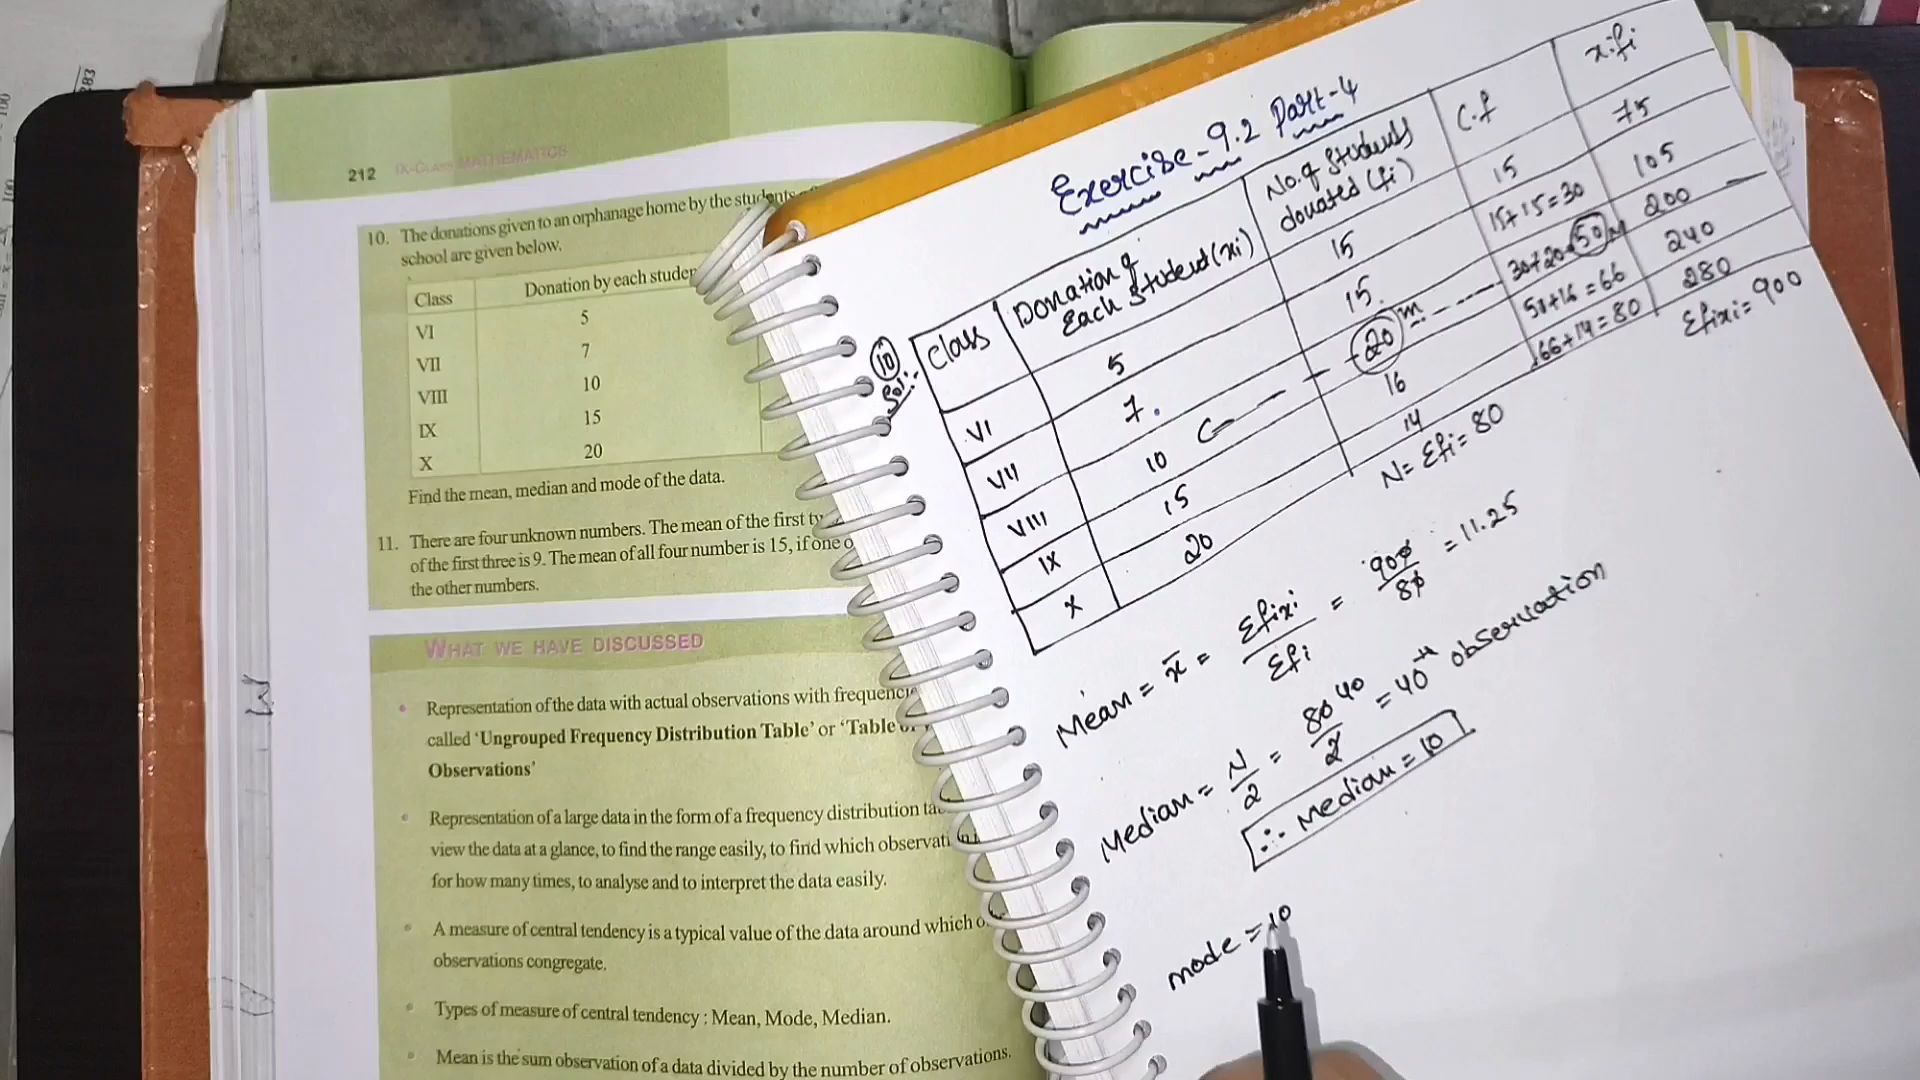 212 IX-Class MATHEMATICS
10. The donations given to an orphanage home by the students
school are given below.
Class Donation by each studen
VI 5
VII 7
VIII 10
IX 15
X 20
Find the mean, median and mode of the data.
11. There are four unknown numbers. The mean of the first tw
of the first three is 9. The mean of all four number is 15, if one o
the other numbers.
WHAT WE HAVE DISCUSSED
• Representation of the data with actual observations with frequencie
called 'Ungrouped Frequency Distribution Table' or 'Table
Observations'
• Representation of a large data in the form of a frequency distribution ta
view the data at a glance, to find the range easily, to find which observati
for how many times, to analyse and to interpret the data easily.
• A measure of central tendency is a typical value of the data around which o
observations congregate.
• Types of measure of central tendency : Mean, Mode, Median.
• Mean is the sum observation of a data divided by the number of observations.
Exercise - 9.2 Part-4
10 Sol:-
Class Donation of Each Student (xi) No. of Students donated (fi) C.f xifi
VI 5 15 15 75
VII 7. 15. 15+15=30 105
VIII 10 20 m 30+20=50 M 200
IX 15 16 50+16=66 240
X 20 14 66+14=80 280
N= Σfi= 80 Σfixi= 900
Mean = x̄ = Σfixi/Σfi = 900/80 = 11.25
Median = N/2 = 80/2 40 = 40th observation
∴ Median = 10
mode = 10